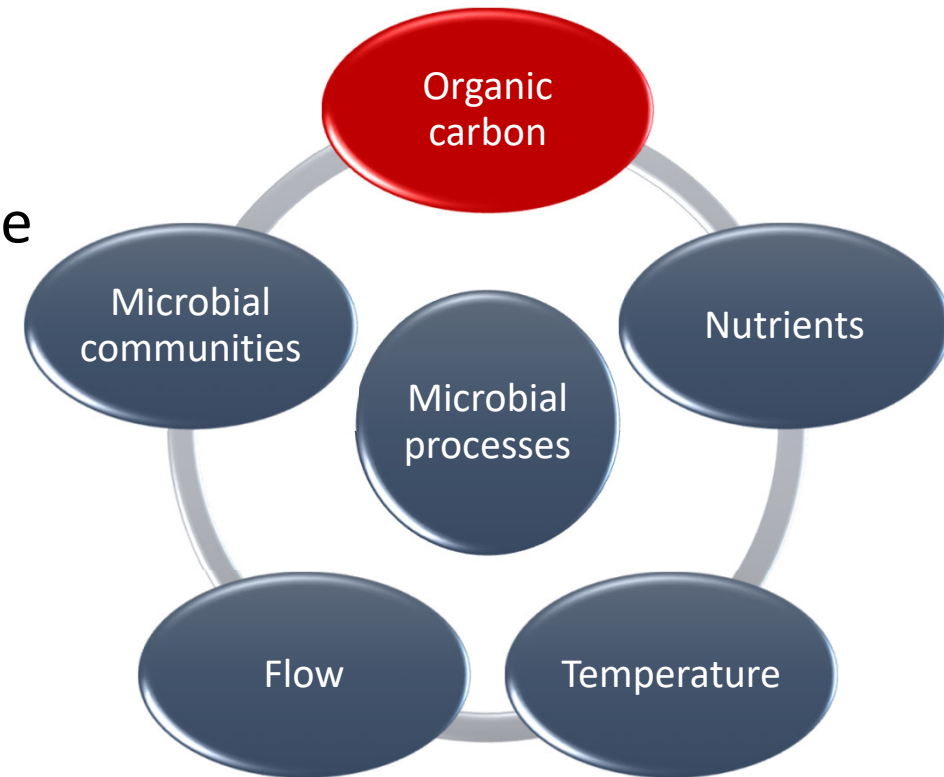 Organic
carbon
e
Microbial
communities
Nutrients
Microbial
processes
Flow
Temperature